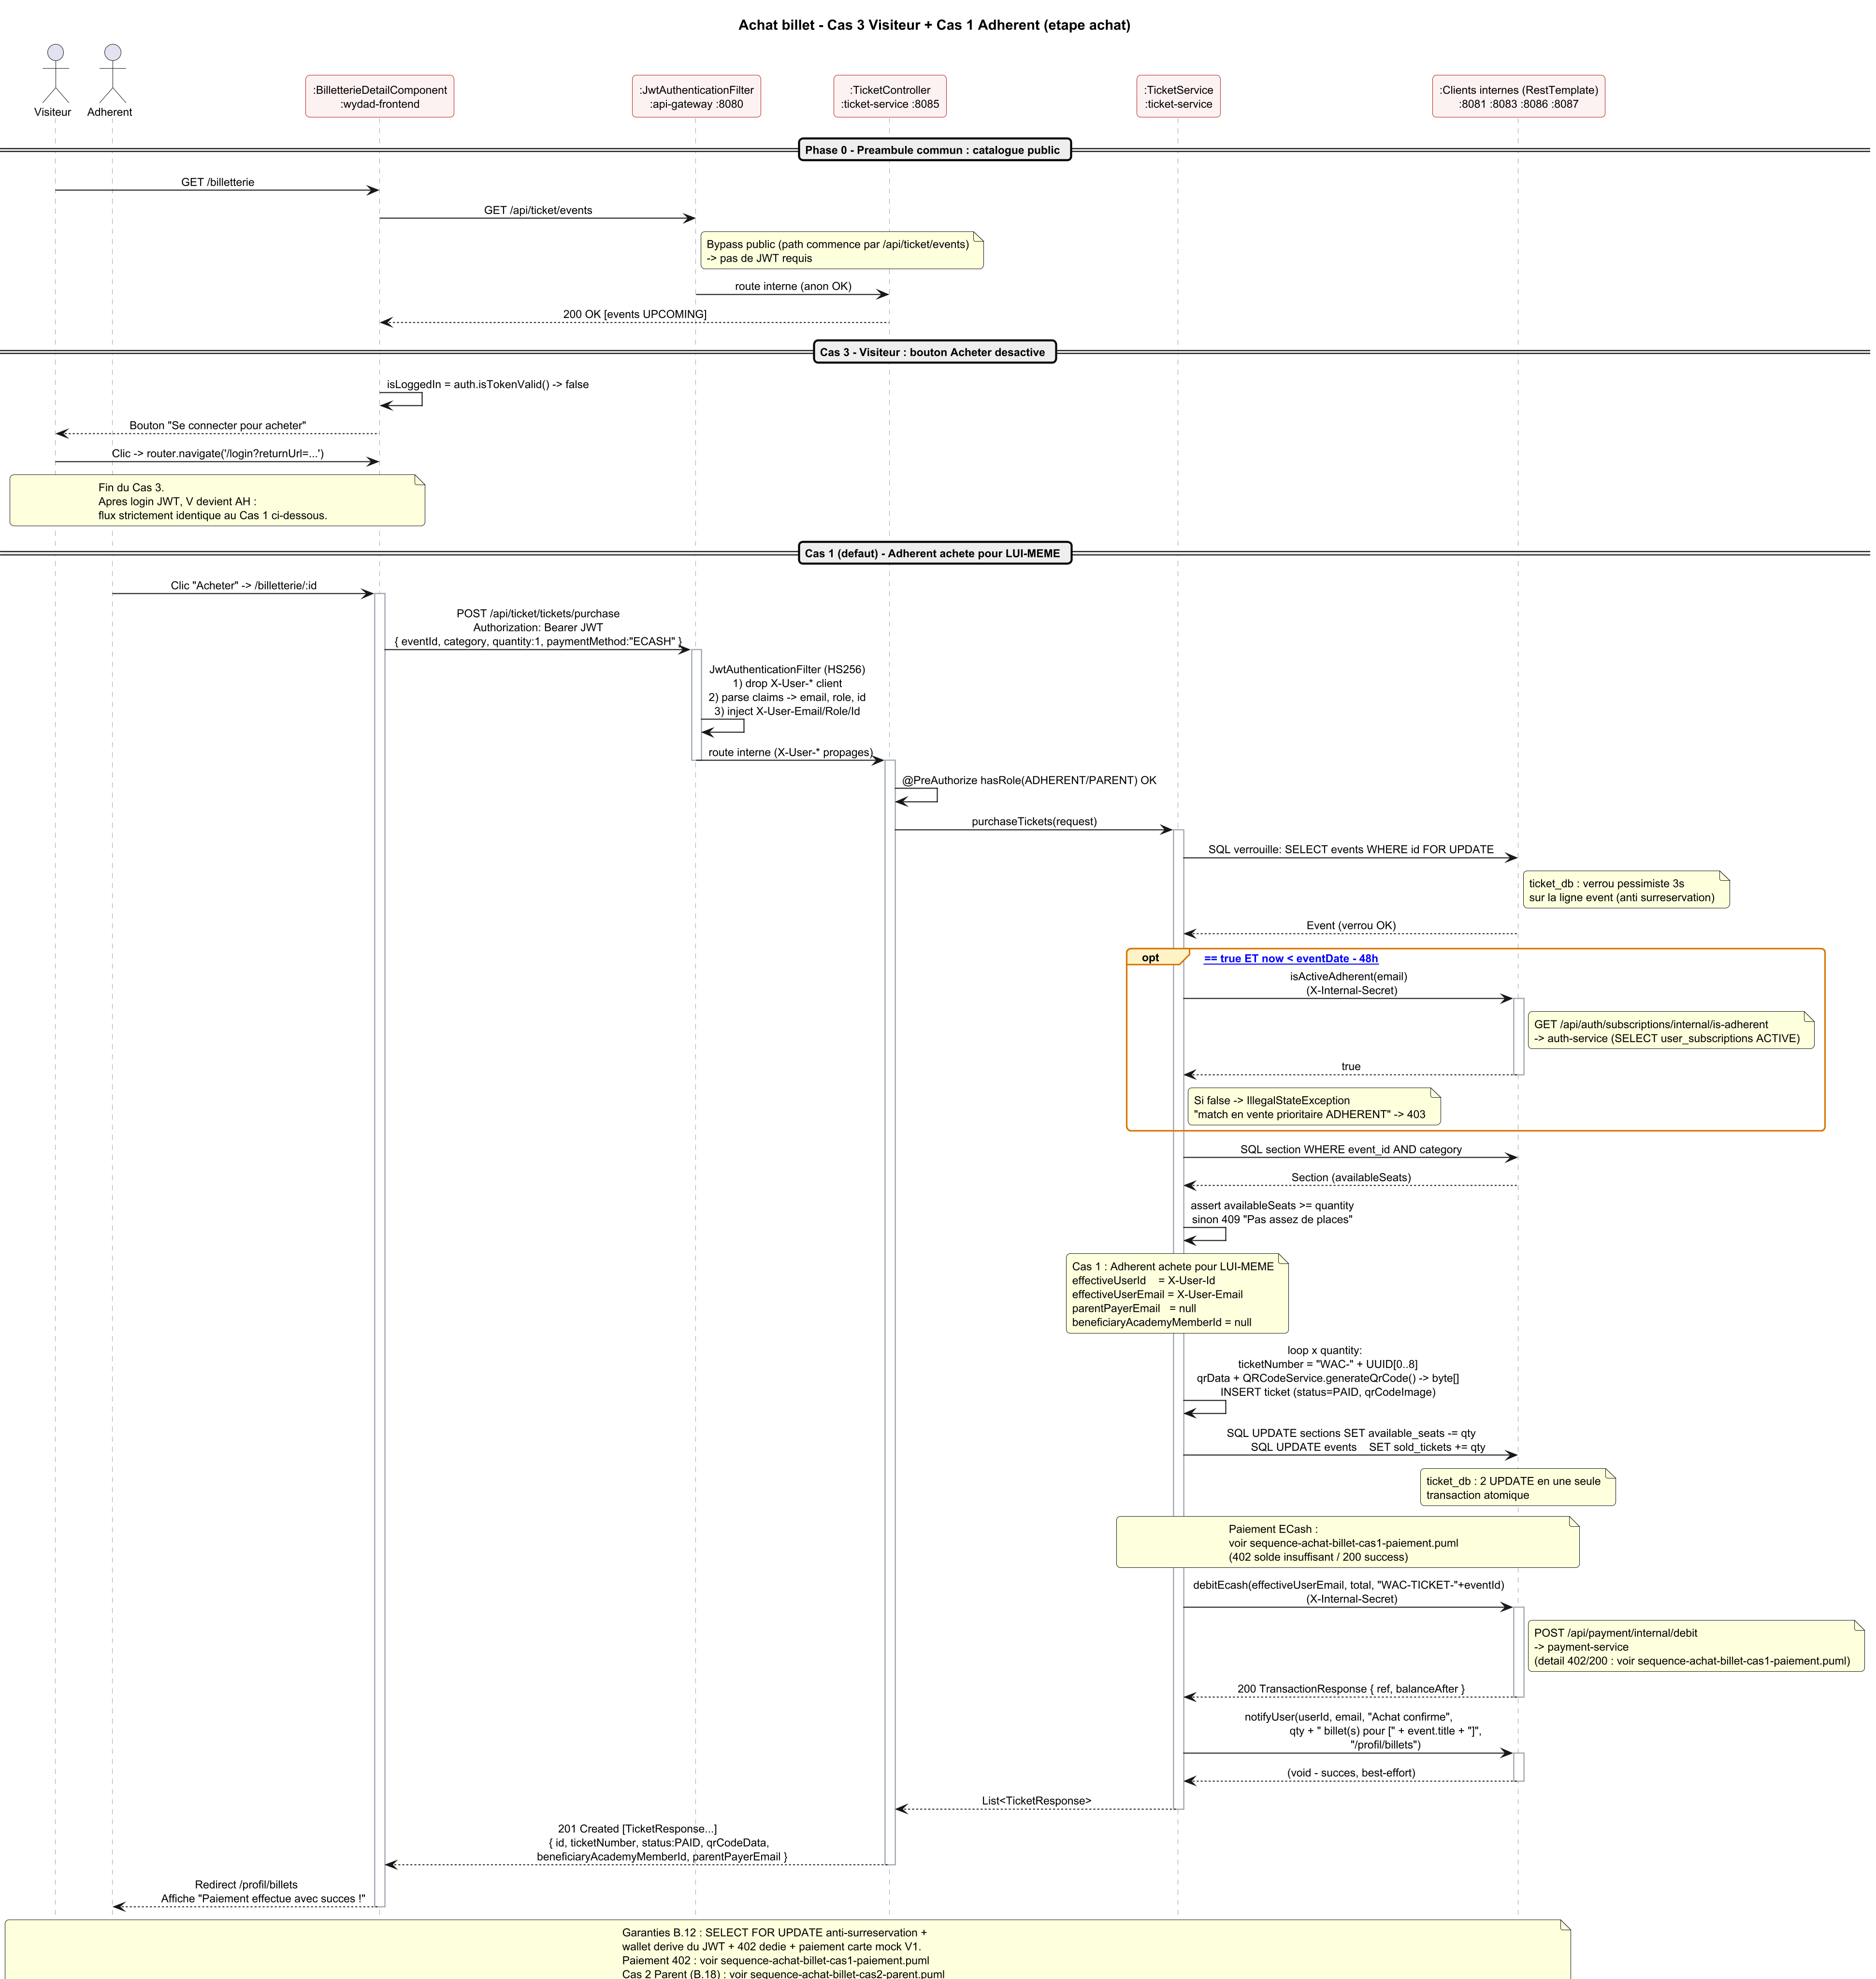 Achat billet - Cas 3 Visiteur + Cas 1 Adherent (etape achat)
Visiteur
Adherent
:BilletterieDetailComponent
:wydad-frontend
:JwtAuthenticationFilter
:api-gateway :8080
:TicketController
:ticket-service :8085
:TicketService
:ticket-service
:Clients internes (RestTemplate)
:8081 :8083 :8086 :8087
Phase 0 - Preambule commun : catalogue public
GET /billetterie
GET /api/ticket/events
Bypass public (path commence par /api/ticket/events)
-> pas de JWT requis
route interne (anon OK)
200 OK [events UPCOMING]
Cas 3 - Visiteur : bouton Acheter desactive
isLoggedIn = auth.isTokenValid() -> false
Bouton "Se connecter pour acheter"
Clic -> router.navigate('/login?returnUrl=...')
Fin du Cas 3.
Apres login JWT, V devient AH :
flux strictement identique au Cas 1 ci-dessous.
Cas 1 (defaut) - Adherent achete pour LUI-MEME
Clic "Acheter" -> /billetterie/:id
POST /api/ticket/tickets/purchase
Authorization: Bearer JWT
{ eventId, category, quantity:1, paymentMethod:"ECASH" }
JwtAuthenticationFilter (HS256)
1) drop X-User-* client
2) parse claims -> email, role, id
3) inject X-User-Email/Role/Id
route interne (X-User-* propages)
@PreAuthorize hasRole(ADHERENT/PARENT) OK
purchaseTickets(request)
SQL verrouille: SELECT events WHERE id FOR UPDATE
ticket_db : verrou pessimiste 3s
sur la ligne event (anti surreservation)
Event (verrou OK)
opt
== true ET now < eventDate - 48h
isActiveAdherent(email)
(X-Internal-Secret)
GET /api/auth/subscriptions/internal/is-adherent
-> auth-service (SELECT user_subscriptions ACTIVE)
true
Si false -> IllegalStateException
"match en vente prioritaire ADHERENT" -> 403
SQL section WHERE event_id AND category
Section (availableSeats)
assert availableSeats >= quantity
sinon 409 "Pas assez de places"
Cas 1 : Adherent achete pour LUI-MEME
effectiveUserId = X-User-Id
effectiveUserEmail = X-User-Email
parentPayerEmail = null
beneficiaryAcademyMemberId = null
loop x quantity:
ticketNumber = "WAC-" + UUID[0..8]
qrData + QRCodeService.generateQrCode() -> byte[]
INSERT ticket (status=PAID, qrCodeImage)
SQL UPDATE sections SET available_seats -= qty
SQL UPDATE events SET sold_tickets += qty
ticket_db : 2 UPDATE en une seule
transaction atomique
Paiement ECash :
voir sequence-achat-billet-cas1-paiement.puml
(402 solde insuffisant / 200 success)
debitEcash(effectiveUserEmail, total, "WAC-TICKET-"+eventId)
(X-Internal-Secret)
POST /api/payment/internal/debit
-> payment-service
(detail 402/200 : voir sequence-achat-billet-cas1-paiement.puml)
200 TransactionResponse { ref, balanceAfter }
notifyUser(userId, email, "Achat confirme",
qty + " billet(s) pour [" + event.title + "]",
"/profil/billets")
(void - succes, best-effort)
List<TicketResponse>
201 Created [TicketResponse...]
{ id, ticketNumber, status:PAID, qrCodeData,
beneficiaryAcademyMemberId, parentPayerEmail }
Redirect /profil/billets
Affiche "Paiement effectue avec succes !"
Garanties B.12 : SELECT FOR UPDATE anti-surreservation +
wallet derive du JWT + 402 dedie + paiement carte mock V1.
Paiement 402 : voir sequence-achat-billet-cas1-paiement.puml
Cas 2 Parent (B.18) : voir sequence-achat-billet-cas2-parent.puml